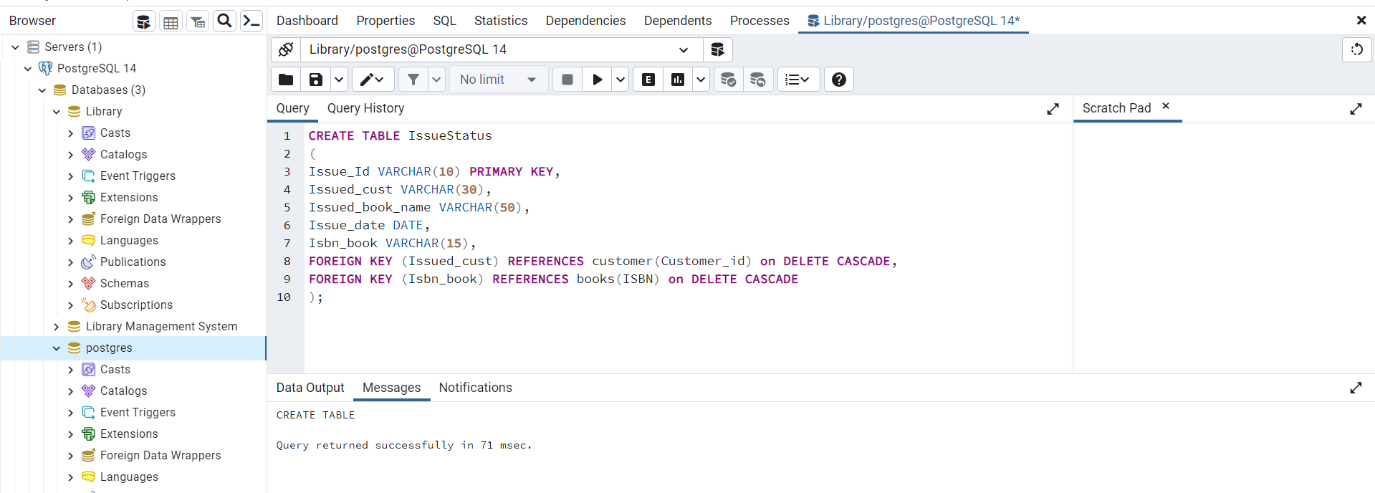 Browser
Dashboard Properties SQL Statistics Dependencies Dependents Processes Library/postgres@PostgreSQL 14*
Servers (1)
PostgreSQL 14
Databases (3)
Library
Casts
Catalogs
Event Triggers
Extensions
Foreign Data Wrappers
Languages
Publications
Schemas
Subscriptions
Library Management System
postgres
Casts
Catalogs
Event Triggers
Extensions
Foreign Data Wrappers
Languages
Library/postgres@PostgreSQL 14
No limit
E
Query Query History
Scratch Pad
1 CREATE TABLE IssueStatus
2 (
3 Issue_Id VARCHAR(10) PRIMARY KEY,
4 Issued_cust VARCHAR(30),
5 Issued_book_name VARCHAR(50),
6 Issue_date DATE,
7 Isbn_book VARCHAR(15),
8 FOREIGN KEY (Issued_cust) REFERENCES customer(Customer_id) on DELETE CASCADE,
9 FOREIGN KEY (Isbn_book) REFERENCES books(ISBN) on DELETE CASCADE
10 );
Data Output Messages Notifications
CREATE TABLE
Query returned successfully in 71 msec.